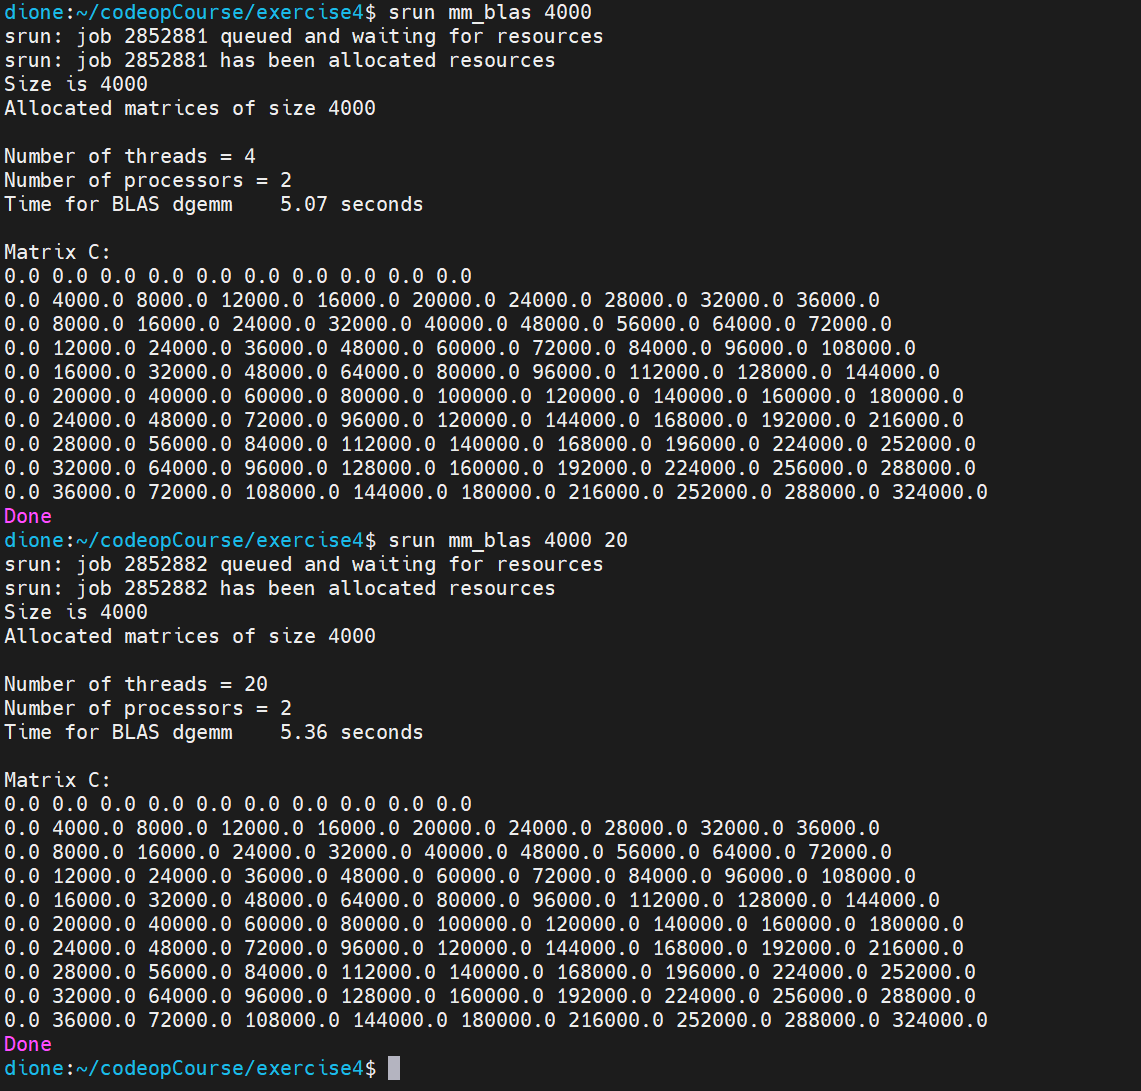 dione:~/codeopCourse/exercise4$ srun mm_blas 4000
srun: job 2852881 queued and waiting for resources
srun: job 2852881 has been allocated resources
Size is 4000
Allocated matrices of size 4000

Number of threads = 4
Number of processors = 2
Time for BLAS dgemm    5.07 seconds

Matrix C:
0.0 0.0 0.0 0.0 0.0 0.0 0.0 0.0 0.0 0.0
0.0 4000.0 8000.0 12000.0 16000.0 20000.0 24000.0 28000.0 32000.0 36000.0
0.0 8000.0 16000.0 24000.0 32000.0 40000.0 48000.0 56000.0 64000.0 72000.0
0.0 12000.0 24000.0 36000.0 48000.0 60000.0 72000.0 84000.0 96000.0 108000.0
0.0 16000.0 32000.0 48000.0 64000.0 80000.0 96000.0 112000.0 128000.0 144000.0
0.0 20000.0 40000.0 60000.0 80000.0 100000.0 120000.0 140000.0 160000.0 180000.0
0.0 24000.0 48000.0 72000.0 96000.0 120000.0 144000.0 168000.0 192000.0 216000.0
0.0 28000.0 56000.0 84000.0 112000.0 140000.0 168000.0 196000.0 224000.0 252000.0
0.0 32000.0 64000.0 96000.0 128000.0 160000.0 192000.0 224000.0 256000.0 288000.0
0.0 36000.0 72000.0 108000.0 144000.0 180000.0 216000.0 252000.0 288000.0 324000.0
Done
dione:~/codeopCourse/exercise4$ srun mm_blas 4000 20
srun: job 2852882 queued and waiting for resources
srun: job 2852882 has been allocated resources
Size is 4000
Allocated matrices of size 4000

Number of threads = 20
Number of processors = 2
Time for BLAS dgemm    5.36 seconds

Matrix C:
0.0 0.0 0.0 0.0 0.0 0.0 0.0 0.0 0.0 0.0
0.0 4000.0 8000.0 12000.0 16000.0 20000.0 24000.0 28000.0 32000.0 36000.0
0.0 8000.0 16000.0 24000.0 32000.0 40000.0 48000.0 56000.0 64000.0 72000.0
0.0 12000.0 24000.0 36000.0 48000.0 60000.0 72000.0 84000.0 96000.0 108000.0
0.0 16000.0 32000.0 48000.0 64000.0 80000.0 96000.0 112000.0 128000.0 144000.0
0.0 20000.0 40000.0 60000.0 80000.0 100000.0 120000.0 140000.0 160000.0 180000.0
0.0 24000.0 48000.0 72000.0 96000.0 120000.0 144000.0 168000.0 192000.0 216000.0
0.0 28000.0 56000.0 84000.0 112000.0 140000.0 168000.0 196000.0 224000.0 252000.0
0.0 32000.0 64000.0 96000.0 128000.0 160000.0 192000.0 224000.0 256000.0 288000.0
0.0 36000.0 72000.0 108000.0 144000.0 180000.0 216000.0 252000.0 288000.0 324000.0
Done
dione:~/codeopCourse/exercise4$